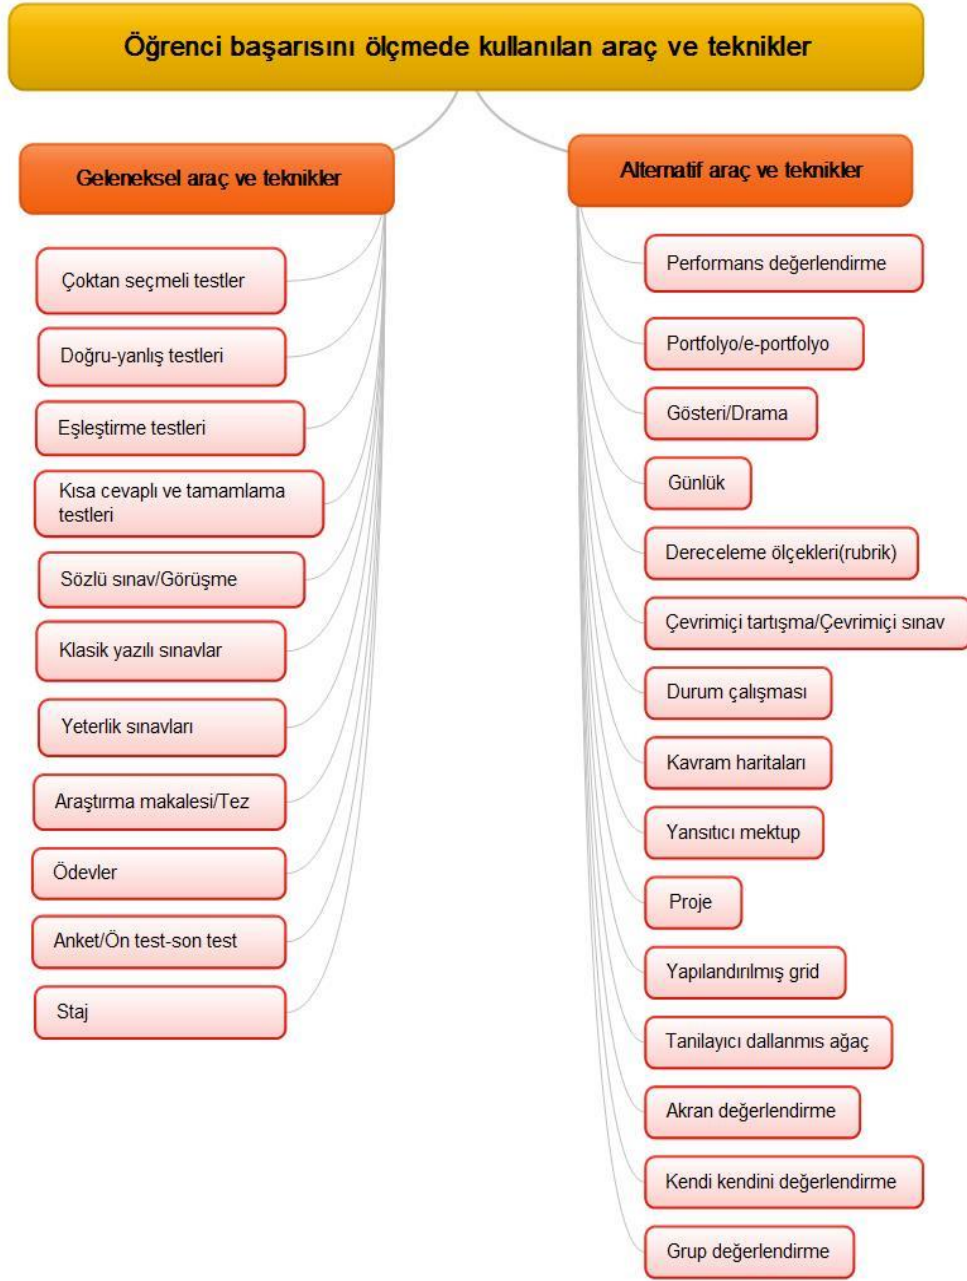 Öğrenci başarısını ölçmede kullanılan araç ve teknikler
Geleneksel araç ve teknikler
Çoktan seçmeli testler
Doğru-yanlış testleri
Eşleştirme testleri
Kısa cevaplı ve tamamlama
testleri
Sözlü sınav/Görüşme
Klasik yazılı sınavlar
Yeterlik sınavları
Araştırma makalesi/Tez
Ödevler
Anket/Ön test-son test
Staj
Alternatif araç ve teknikler
Performans değerlendirme
Portfolyo/e-portfolyo
Gösteri/Drama
Günlük
Dereceleme ölçekleri(rubrik)
Çevrimiçi tartışma/Çevrimiçi sınav
Durum çalışması
Kavram haritaları
Yansıtıcı mektup
Proje
Yapılandırılmış grid
Tanilayıcı dallanmıs ağaç
Akran değerlendirme
Kendi kendini değerlendirme
Grup değerlendirme